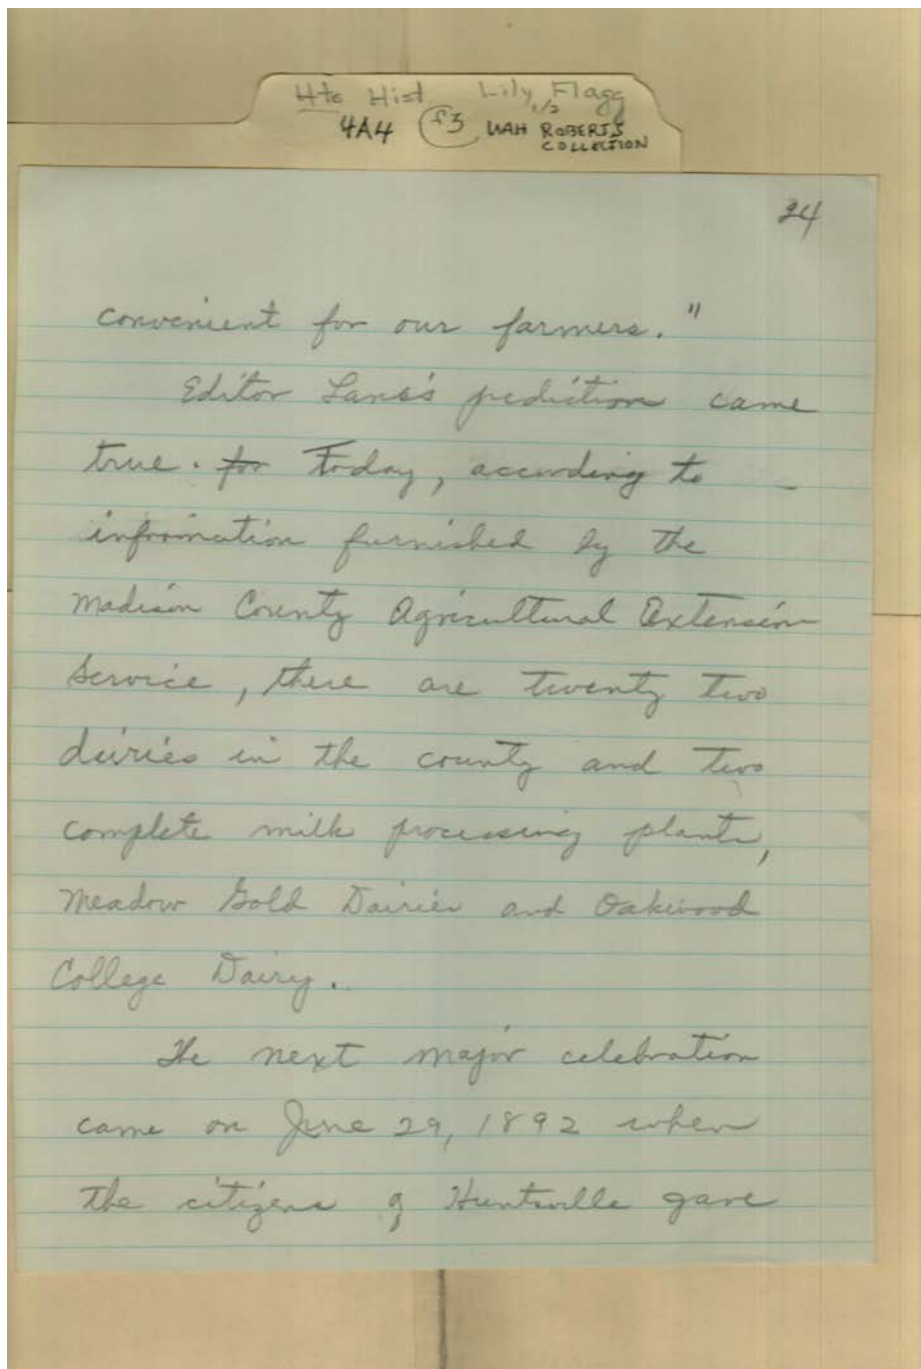 Hts Hist. Lily Flagg
1/2
4A4 f3 UAH ROBERTS
COLLECTION
24
convenient for our farmers."
Editor Lane's prediction came
true. for Today, according to
information furnished by the
Madison County Agricultural Extension
Service, there are twenty two
dairies in the county and two
complete milk processing plants,
Meadow Gold Dairies and Oakwood
College Dairy.
The next major celebration
came on June 29, 1892 when
the citizens of Huntsville gave